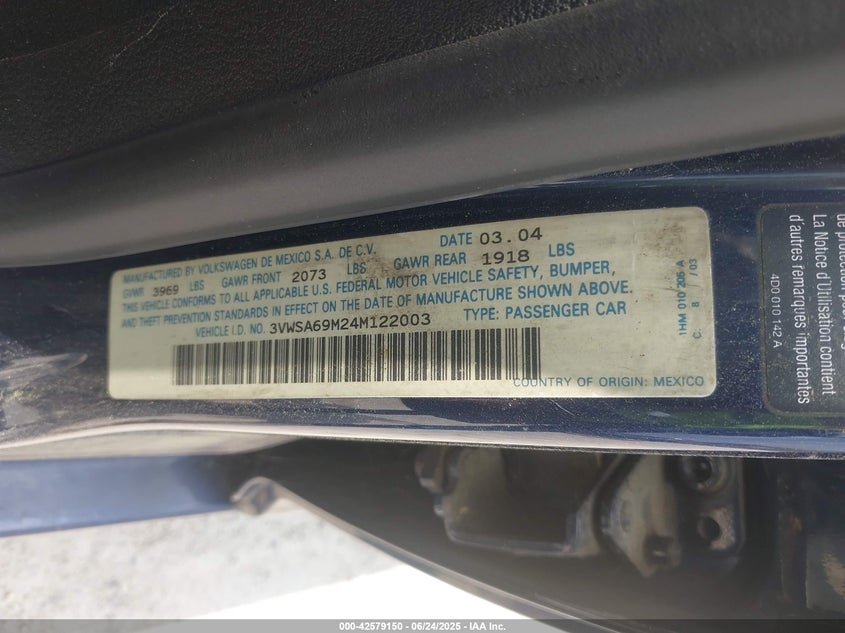 MANUFACTURED BY VOLKSWAGEN DE MEXICO S.A. DE C.V. DATE 03.04
GVWR 3969 LBS GAWR FRONT 2073 LBS GAWR REAR 1918 LBS
THIS VEHICLE CONFORMS TO ALL APPLICABLE U.S. FEDERAL MOTOR VEHICLE SAFETY, BUMPER,
AND THEFT PREVENTION STANDARDS IN EFFECT ON THE DATE OF MANUFACTURE SHOWN ABOVE.
VEHICLE I.D. NO. 3VWSA69M24M122003 TYPE: PASSENGER CAR
COUNTRY OF ORIGIN: MEXICO
1HM 010 205 A
C. 8 / 03
de protection
La Notice d'Utilisation contient
d'autres remarques importantes
4D0 010 142 A
000-42579150 - 06/24/2025 - IAA Inc.